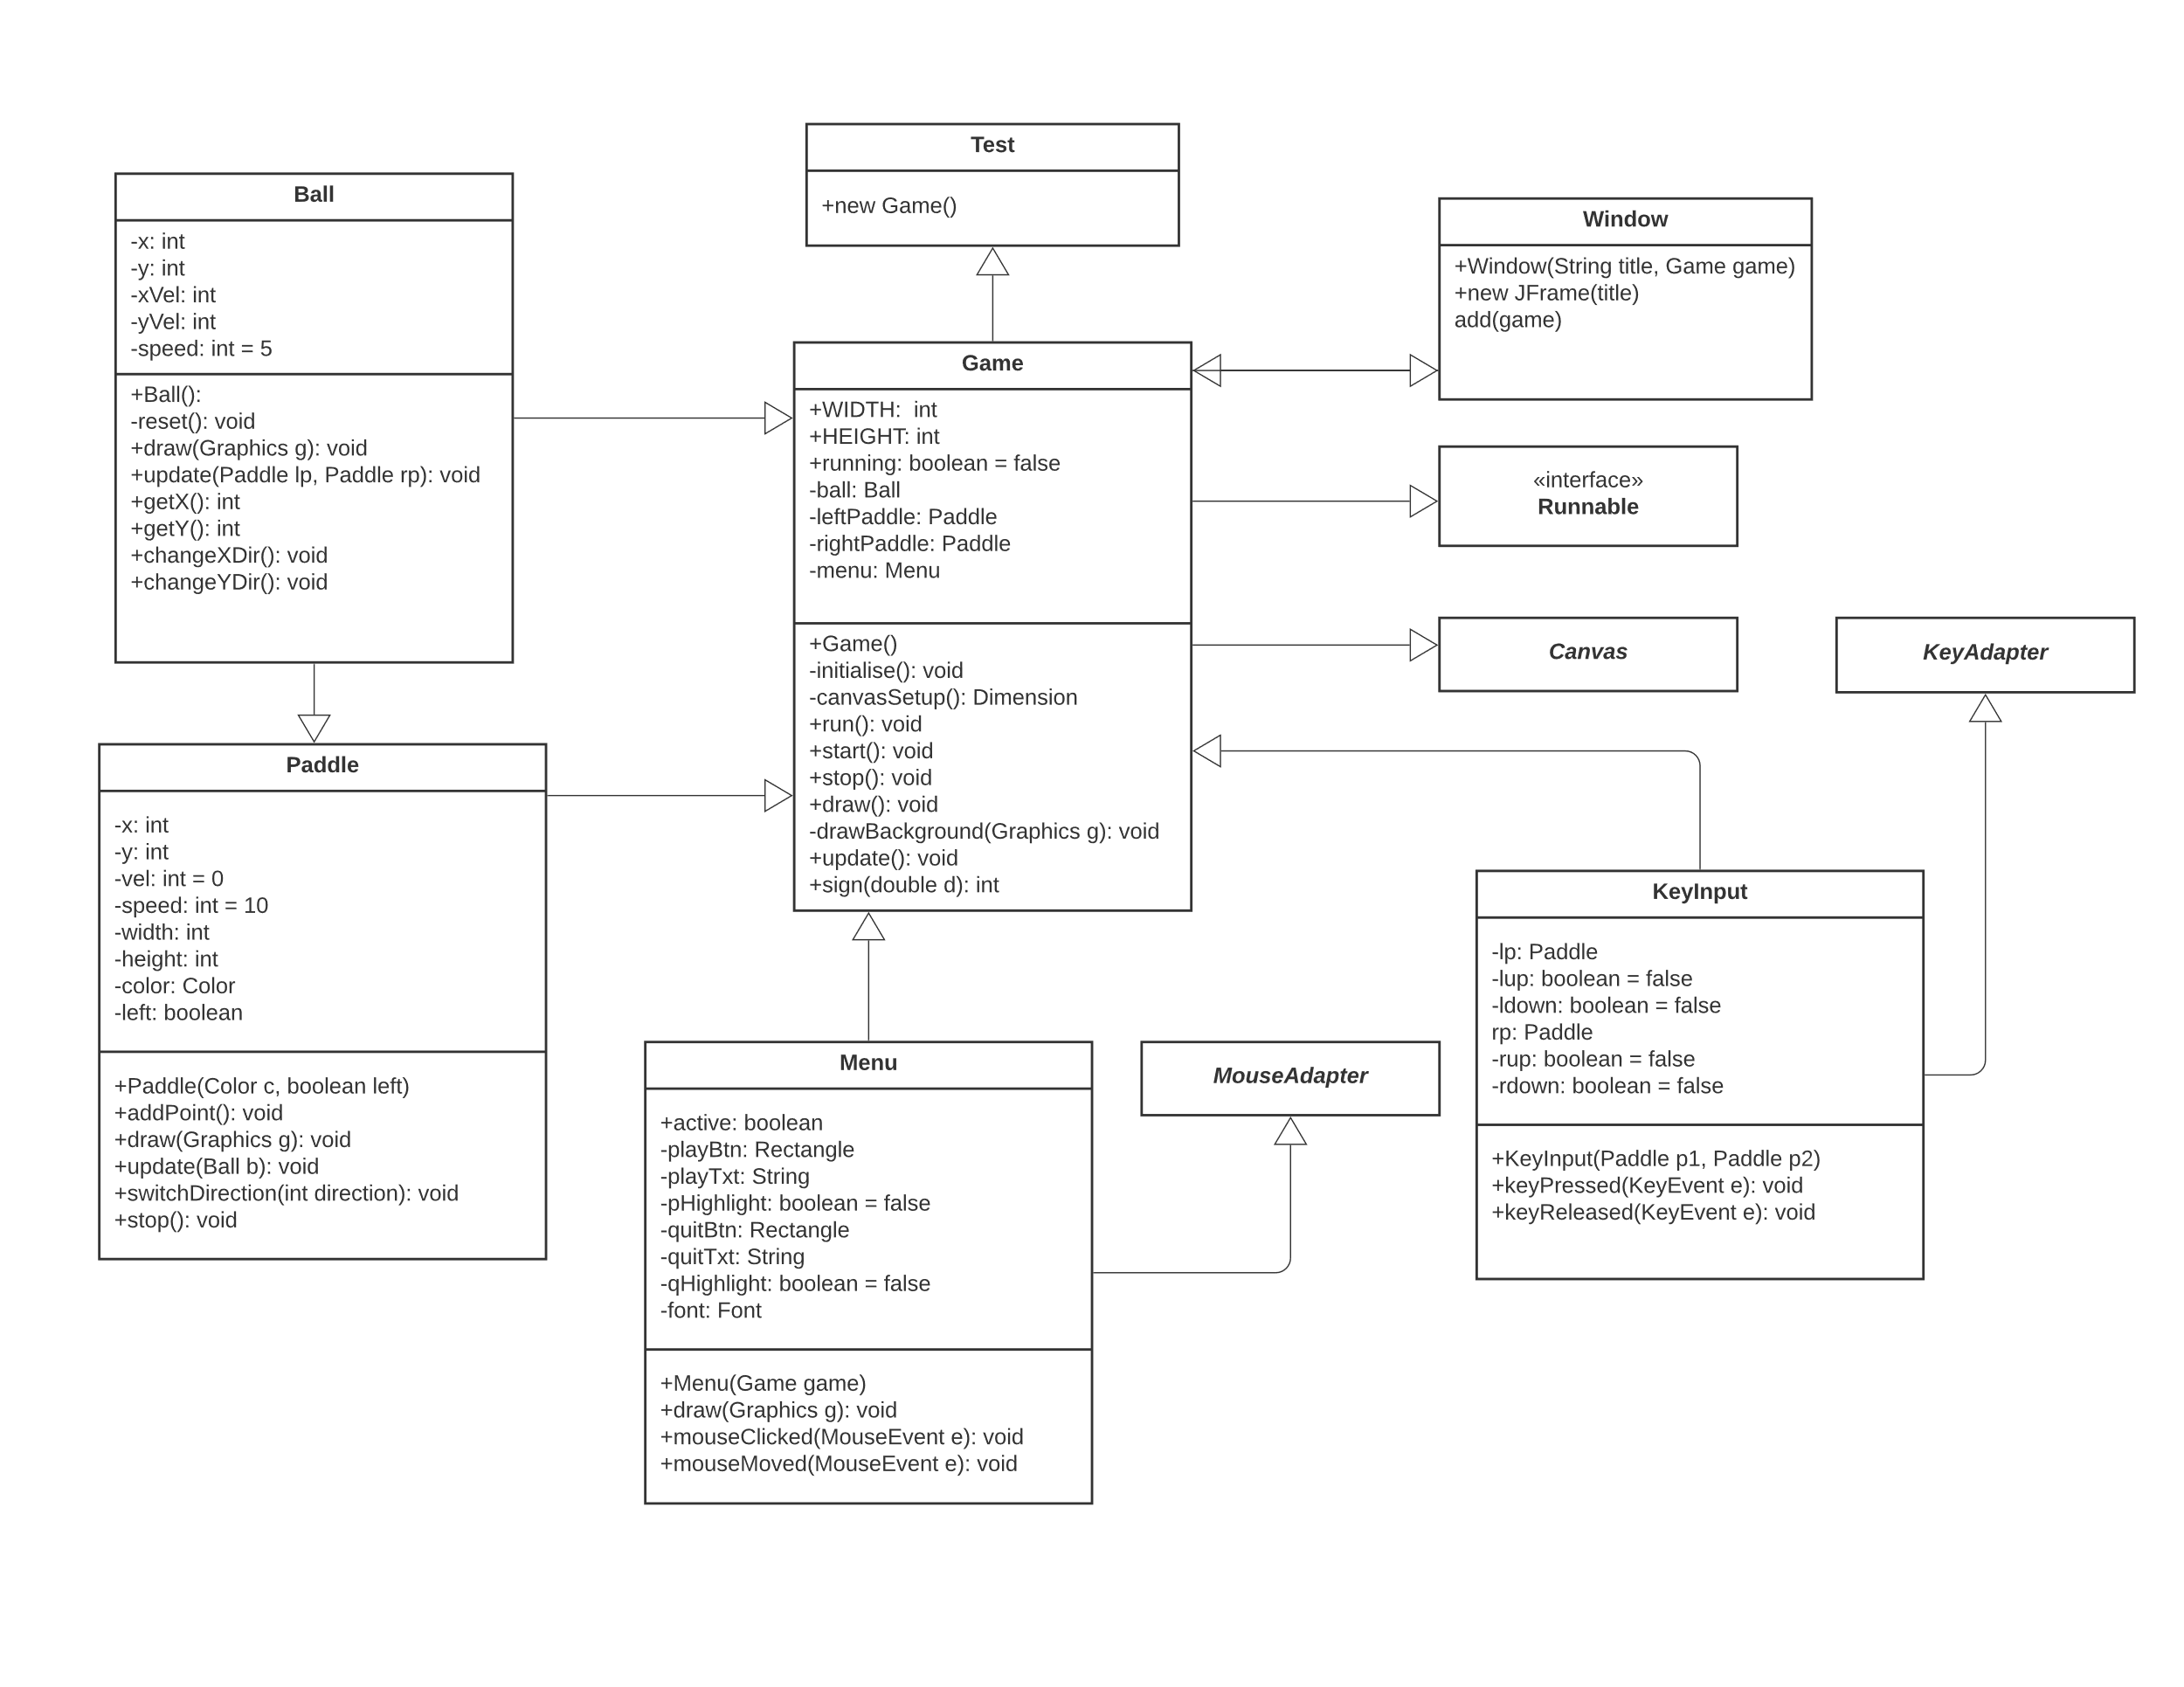 Test
+new Game()
Ball
-x: int
-y: int
-xVel: int
-yVel: int
-speed: int = 5
+Ball():
-reset(): void
+draw(Graphics g): void
+update(Paddle lp, Paddle rp): void
+getX(): int
+getY(): int
+changeXDir(): void
+changeYDir(): void
Window
+Window(String title, Game game)
+new JFrame(title)
add(game)
Game
+WIDTH:  int
+HEIGHT: int
+running: boolean = false
-ball: Ball
-leftPaddle: Paddle
-rightPaddle: Paddle
-menu: Menu
+Game()
-initialise(): void
-canvasSetup(): Dimension
+run(): void
+start(): void
+stop(): void
+draw(): void
-drawBackground(Graphics g): void
+update(): void
+sign(double d): int
«interface»
Runnable
Canvas
KeyAdapter
Paddle
-x: int
-y: int
-vel: int = 0
-speed: int = 10
-width: int
-height: int
-color: Color
-left: boolean
+Paddle(Color c, boolean left)
+addPoint(): void
+draw(Graphics g): void
+update(Ball b): void
+switchDirection(int direction): void
+stop(): void
KeyInput
-lp: Paddle
-lup: boolean = false
-ldown: boolean = false
rp: Paddle
-rup: boolean = false
-rdown: boolean = false
+KeyInput(Paddle p1, Paddle p2)
+keyPressed(KeyEvent e): void
+keyReleased(KeyEvent e): void
Menu
+active: boolean
-playBtn: Rectangle
-playTxt: String
-pHighlight: boolean = false
-quitBtn: Rectangle
-quitTxt: String
-qHighlight: boolean = false
-font: Font
+Menu(Game game)
+draw(Graphics g): void
+mouseClicked(MouseEvent e): void
+mouseMoved(MouseEvent e): void
MouseAdapter